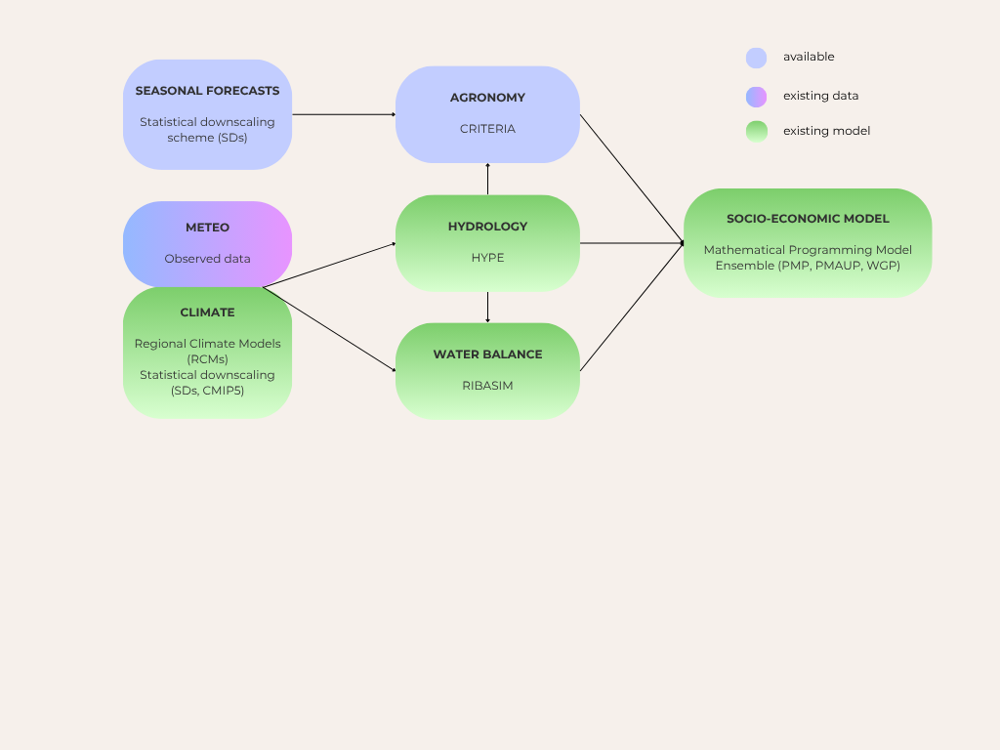 SEASONAL FORECASTS
Statistical downscaling
scheme (SDs)
METEO
Observed data
CLIMATE
Regional Climate Models
(RCMs)
Statistical downscaling
(SDs, CMIP5)
AGRONOMY
CRITERIA
HYDROLOGY
HYPE
WATER BALANCE
RIBASIM
available
existing data
existing model
SOCIO-ECONOMIC MODEL
Mathematical Programming Model
Ensemble (PMP, PMAUP, WGP)